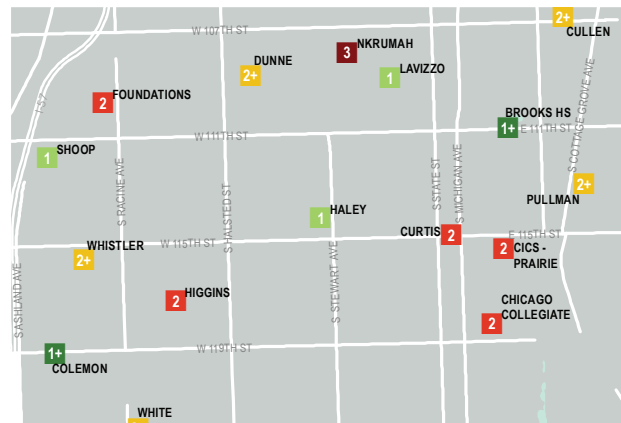 2+
CULLEN
W 107TH ST
3
NKRUMAH
DUNNE
2+
LAVIZZO
1
I-57
2
FOUNDATIONS
S COTTAGE GROVE AVE
BROOKS HS
1+
E 111TH ST
W 111TH ST
SHOOP
1
S RACINE AVE
S HALSTED ST
S STATE ST
S MICHIGAN AVE
2+
PULLMAN
HALEY
1
CURTIS
2
E 115TH ST
W 115TH ST
WHISTLER
2+
2
CICS -
PRAIRIE
S STEWART AVE
S ASHLAND AVE
2
HIGGINS
CHICAGO
COLLEGIATE
2
W 119TH ST
1+
COLEMON
WHITE
2+